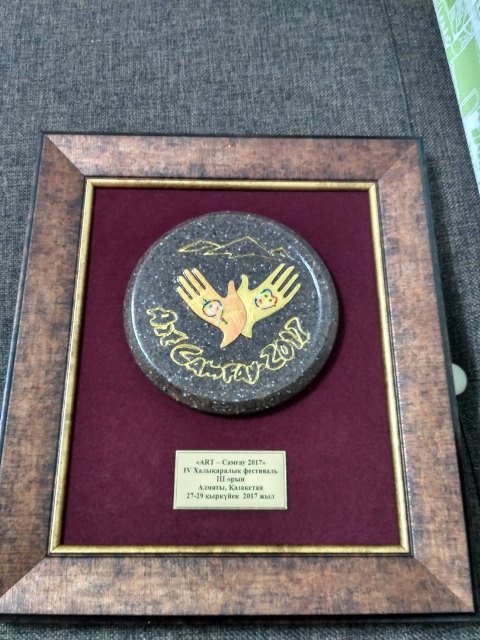 Art Самғау-2017
«ART – Самғау 2017»
IV Халықаралық фестиваль
III орын
Алматы, Қазақстан
27-29 қыркүйек 2017 жыл